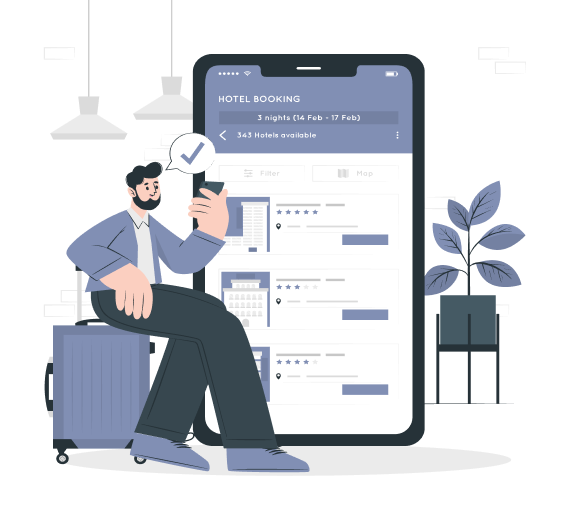 HOTEL BOOKING
3 nights (14 Feb - 17 Feb)
343 Hotels available
Filter
Map